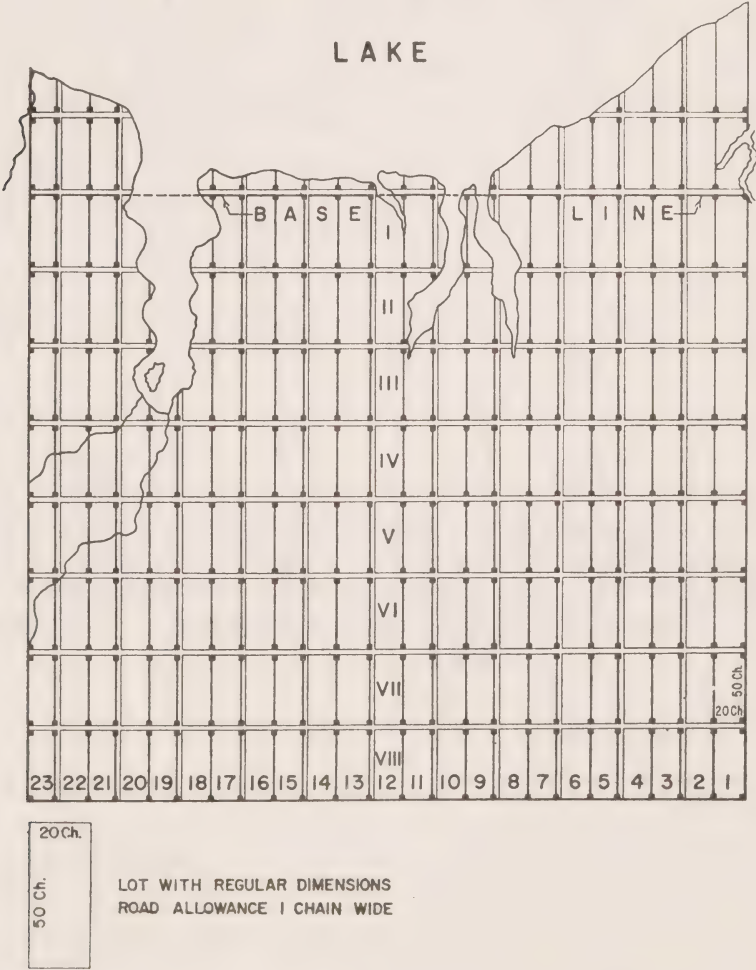 LAKE
BASE LINE
I
II
III
IV
V
VI
VII
50 Ch.
20 Ch.
VIII
23 22 21 20 19 18 17 16 15 14 13 12 11 10 9 8 7 6 5 4 3 2 1
20 Ch.
50 Ch.
LOT WITH REGULAR DIMENSIONS
ROAD ALLOWANCE 1 CHAIN WIDE